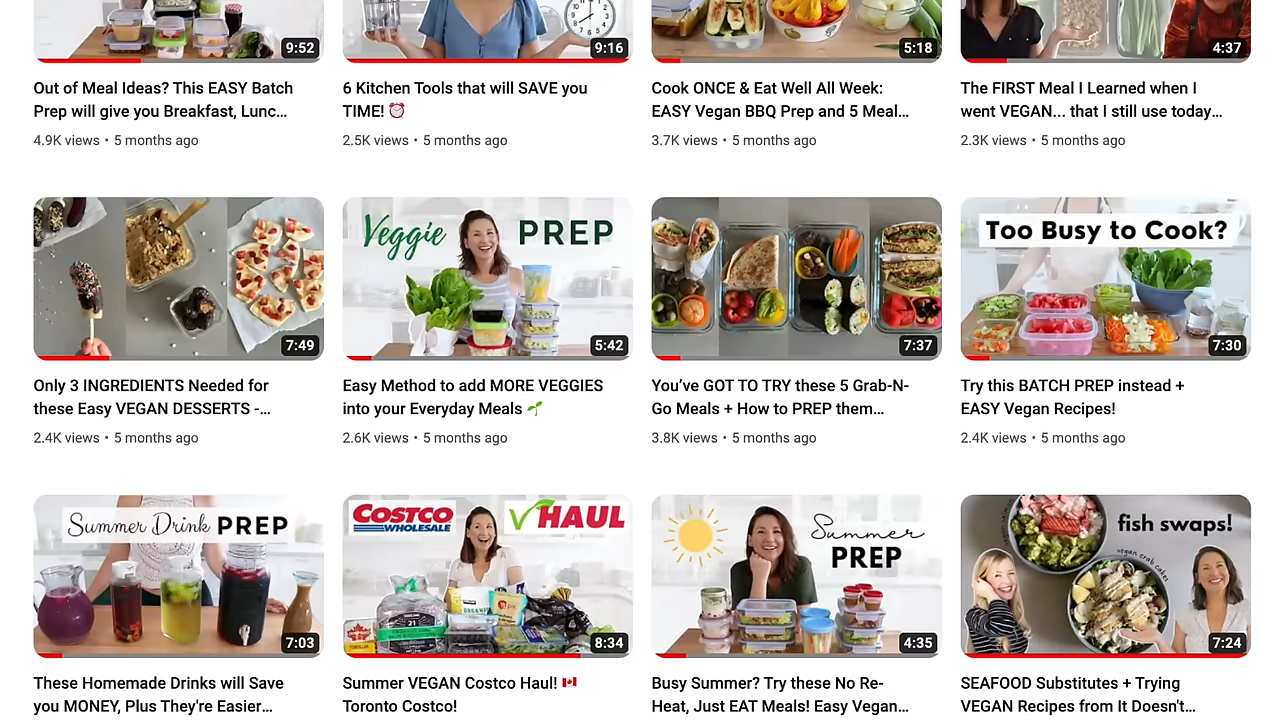 9:52
9:16
5:18
4:37
Out of Meal Ideas? This EASY Batch
Prep will give you Breakfast, Lunc...
4.9K views • 5 months ago
6 Kitchen Tools that will SAVE you
TIME! ⏰
2.5K views • 5 months ago
Cook ONCE & Eat Well All Week:
EASY Vegan BBQ Prep and 5 Meal...
3.7K views • 5 months ago
The FIRST Meal I Learned when I
went VEGAN... that I still use today...
2.3K views • 5 months ago
7:49
Veggie PREP
5:42
7:37
Too Busy to Cook?
7:30
Only 3 INGREDIENTS Needed for
these Easy VEGAN DESSERTS -...
2.4K views • 5 months ago
Easy Method to add MORE VEGGIES
into your Everyday Meals 🌱
2.6K views • 5 months ago
You’ve GOT TO TRY these 5 Grab-N-
Go Meals + How to PREP them...
3.8K views • 5 months ago
Try this BATCH PREP instead +
EASY Vegan Recipes!
2.4K views • 5 months ago
Summer Drink PREP
7:03
COSTCO
WHOLESALE
HAUL
8:34
Summer
PREP
4:35
fish swaps!
vegan crab cakes
7:24
These Homemade Drinks will Save
you MONEY, Plus They're Easier...
Summer VEGAN Costco Haul! 🇨🇦
Toronto Costco!
Busy Summer? Try these No Re-
Heat, Just EAT Meals! Easy Vegan...
SEAFOOD Substitutes + Trying
VEGAN Recipes from It Doesn't...